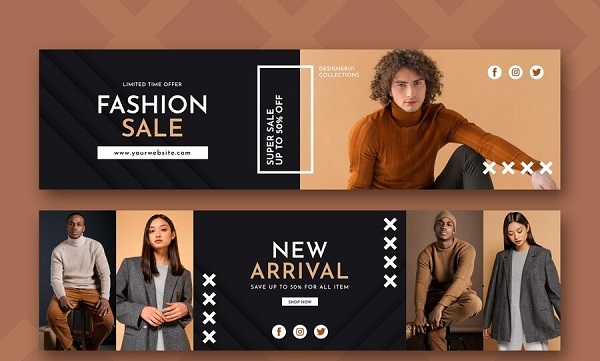 LIMITED TIME OFFER
FASHION
SALE
www.yourwebsite.com
SUPER SALE
UP TO 50% OFF
DESIGNER///
COLLECTIONS
NEW
ARRIVAL
SAVE UP TO 50% FOR ALL ITEM
SHOP NOW